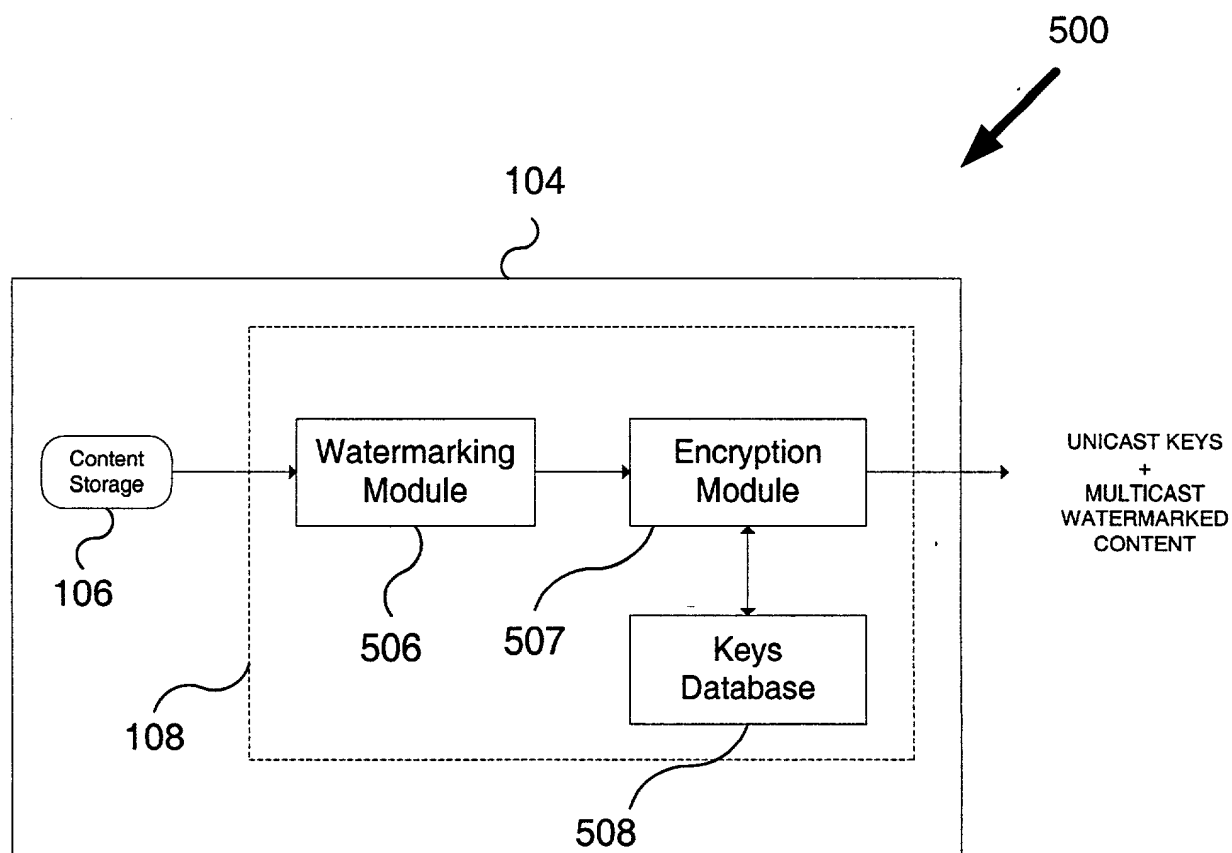 500
104
Content
Storage
Watermarking
Module
Encryption
Module
UNICAST KEYS
+
MULTICAST
WATERMARKED
CONTENT
106
506
507
Keys
Database
108
508